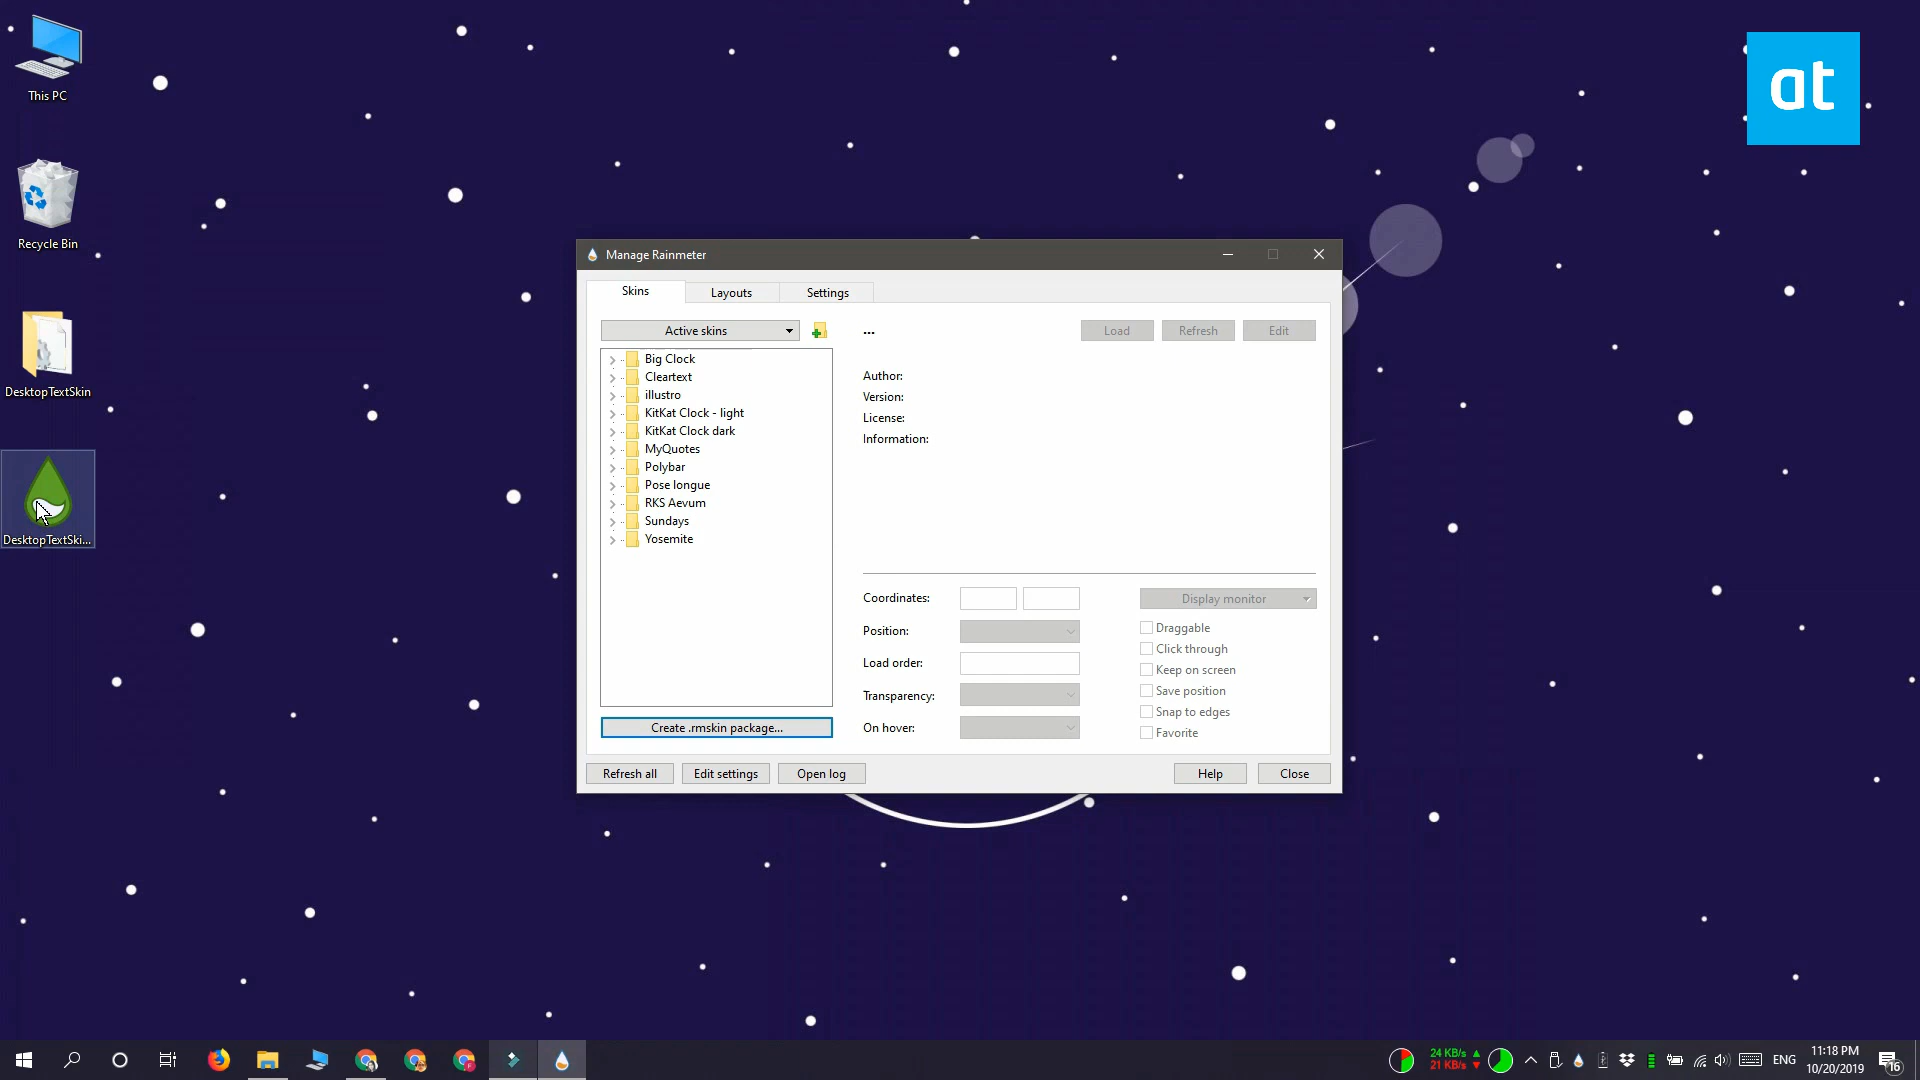 This PC
Recycle Bin
DesktopTextSkin
DesktopTextSki...
at
Manage Rainmeter
Skins
Layouts
Settings
Active skins
...
Load
Refresh
Edit
Big Clock
Cleartext
illustro
KitKat Clock - light
KitKat Clock dark
MyQuotes
Polybar
Pose longue
RKS Aevum
Sundays
Yosemite
Author:
Version:
License:
Information:
Coordinates:
Position:
Load order:
Transparency:
On hover:
Display monitor
Draggable
Click through
Keep on screen
Save position
Snap to edges
Favorite
Create .rmskin package...
Refresh all
Edit settings
Open log
Help
Close
24 KB/s
21 KB/s
ENG
11:18 PM
10/20/2019
16